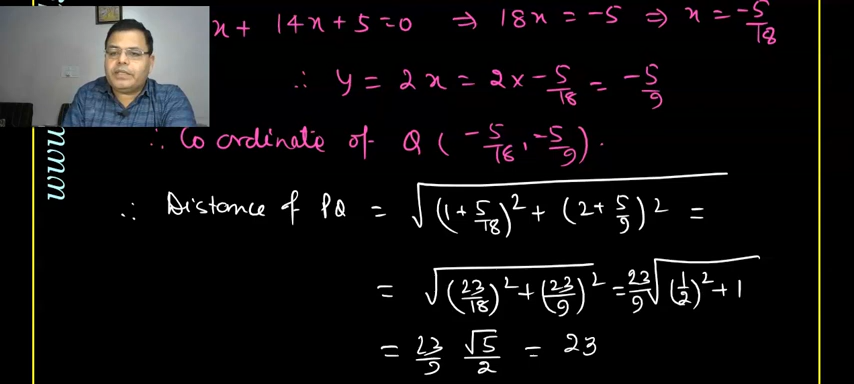 x + 14x + 5 = 0 ⇒ 18x = -5 ⇒ x = -5/18
∴ y = 2x = 2 × -5/18 = -5/9
∴ Co ordinate of Q (-5/18, -5/9).
∴ Distance of PQ = √((1 + 5/18)² + (2 + 5/9)²) =
= √((23/18)² + (23/9)²) = 23/9 √((1/2)² + 1
= 23/9 √5/2 = 23
www